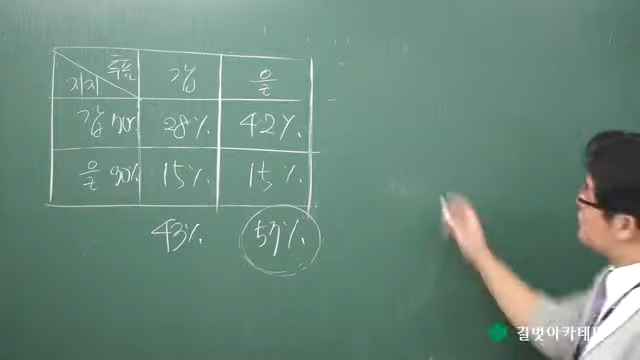 지지 득표 갑 을
갑 70% 28% 42%
을 30% 15% 15%
43% 57%
길벗아카데미